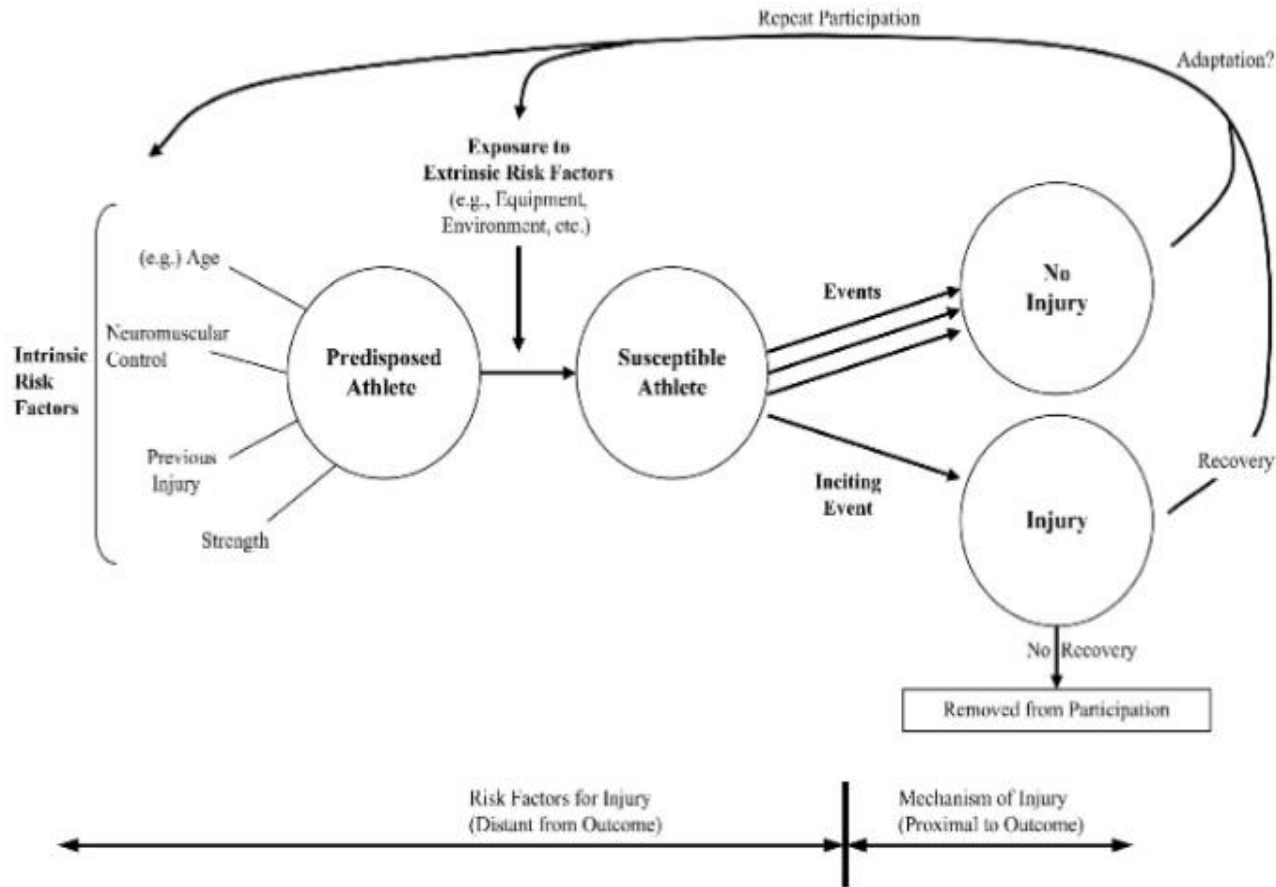 Repeat Participation
Adaptation?
Exposure to
Extrinsic Risk Factors
(e.g., Equipment,
Environment, etc.)
(e.g.) Age
Neuromuscular
Control
Intrinsic
Risk
Factors
Previous
Injury
Strength
Predisposed
Athlete
Susceptible
Athlete
Events
No
Injury
Inciting
Event
Injury
Recovery
No Recovery
Removed from Participation
Risk Factors for Injury
(Distant from Outcome)
Mechanism of Injury
(Proximal to Outcome)